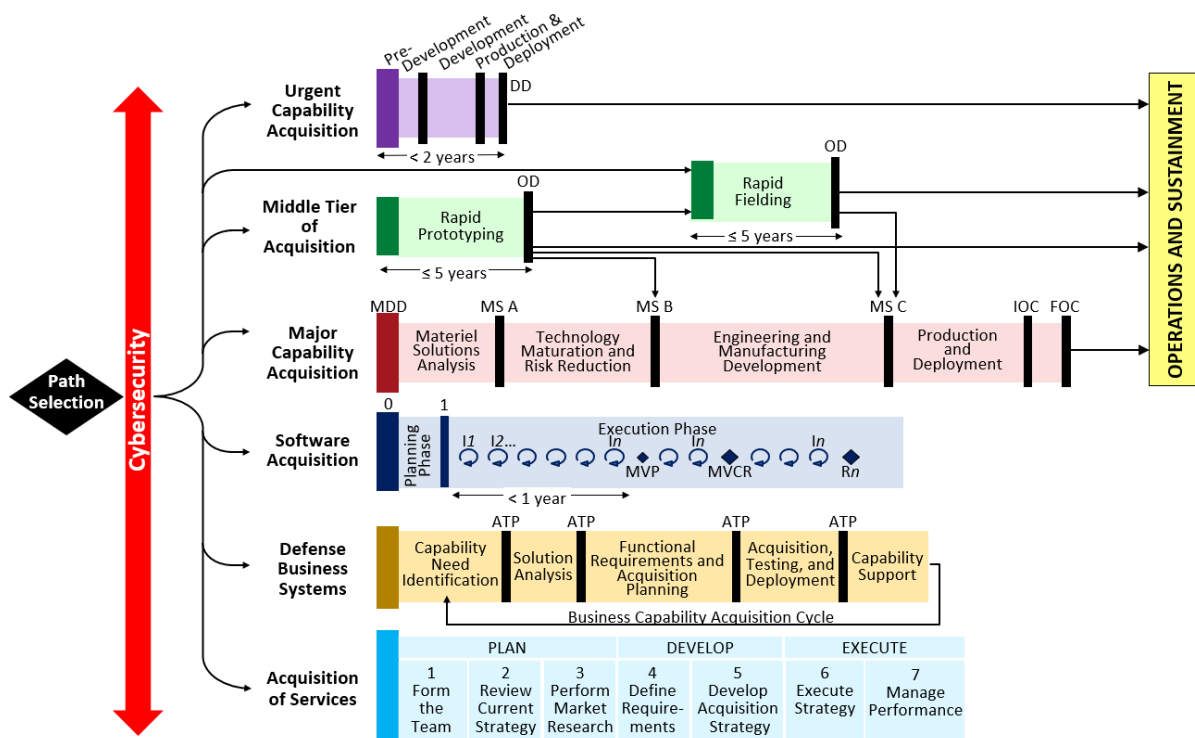 Pre-
Development
Development
Production &
Deployment
Urgent
Capability
Acquisition
DD
< 2 years
OPERATIONS AND SUSTAINMENT
Cybersecurity
Path
Selection
Middle Tier
of
Acquisition
OD
Rapid
Prototyping
≤ 5 years
OD
Rapid
Fielding
≤ 5 years
Major
Capability
Acquisition
MDD
MS A
MS B
MS C
IOC
FOC
Materiel
Solutions
Analysis
Technology
Maturation and
Risk Reduction
Engineering and
Manufacturing
Development
Production
and
Deployment
Software
Acquisition
0
1
Planning
Phase
Execution Phase
I1
I2...
In
In
In
MVP
MVCR
Rn
< 1 year
Defense
Business
Systems
ATP
ATP
ATP
ATP
Capability
Need
Identification
Solution
Analysis
Functional
Requirements and
Acquisition
Planning
Acquisition,
Testing, and
Deployment
Capability
Support
Business Capability Acquisition Cycle
Acquisition
of Services
PLAN
DEVELOP
EXECUTE
1
Form
the
Team
2
Review
Current
Strategy
3
Perform
Market
Research
4
Define
Require-
ments
5
Develop
Acquisition
Strategy
6
Execute
Strategy
7
Manage
Performance